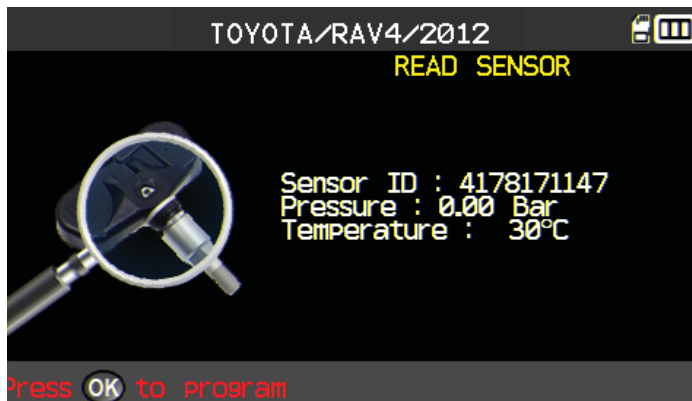 TOYOTA/RAV4/2012
READ SENSOR
Sensor ID : 4178171147
Pressure : 0.00 Bar
Temperature : 30°C
Press OK to program